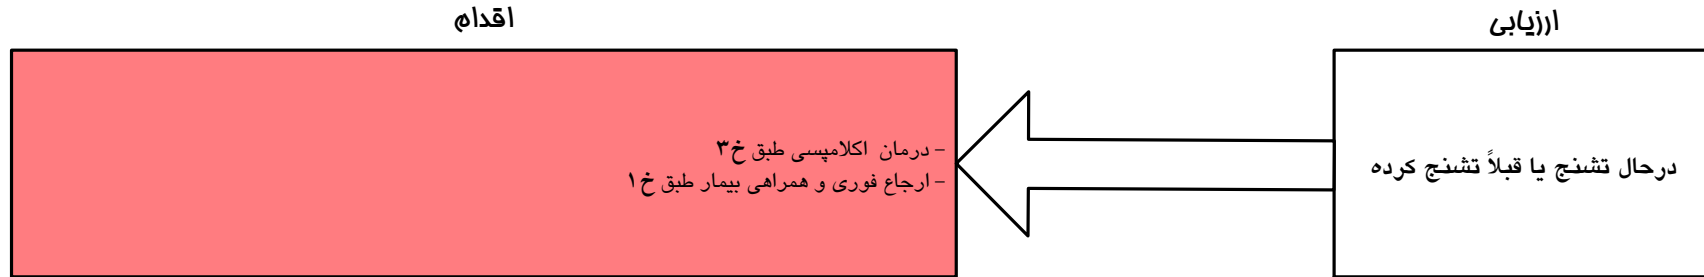 ارزیابی
اقدام
درحال تشنج یا قبلاً تشنج کرده
- درمان اکلامپسی طبق خ۳
- ارجاع فوری و همراهی بیمار طبق خ۱